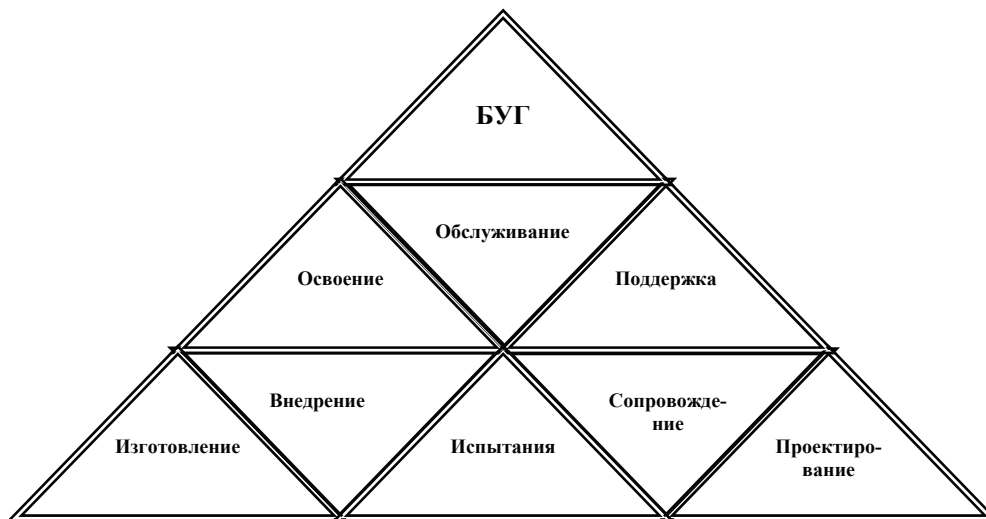 БУГ
Обслуживание
Освоение
Поддержка
Внедрение
Сопровожде-
ние
Изготовление
Испытания
Проектиро-
вание